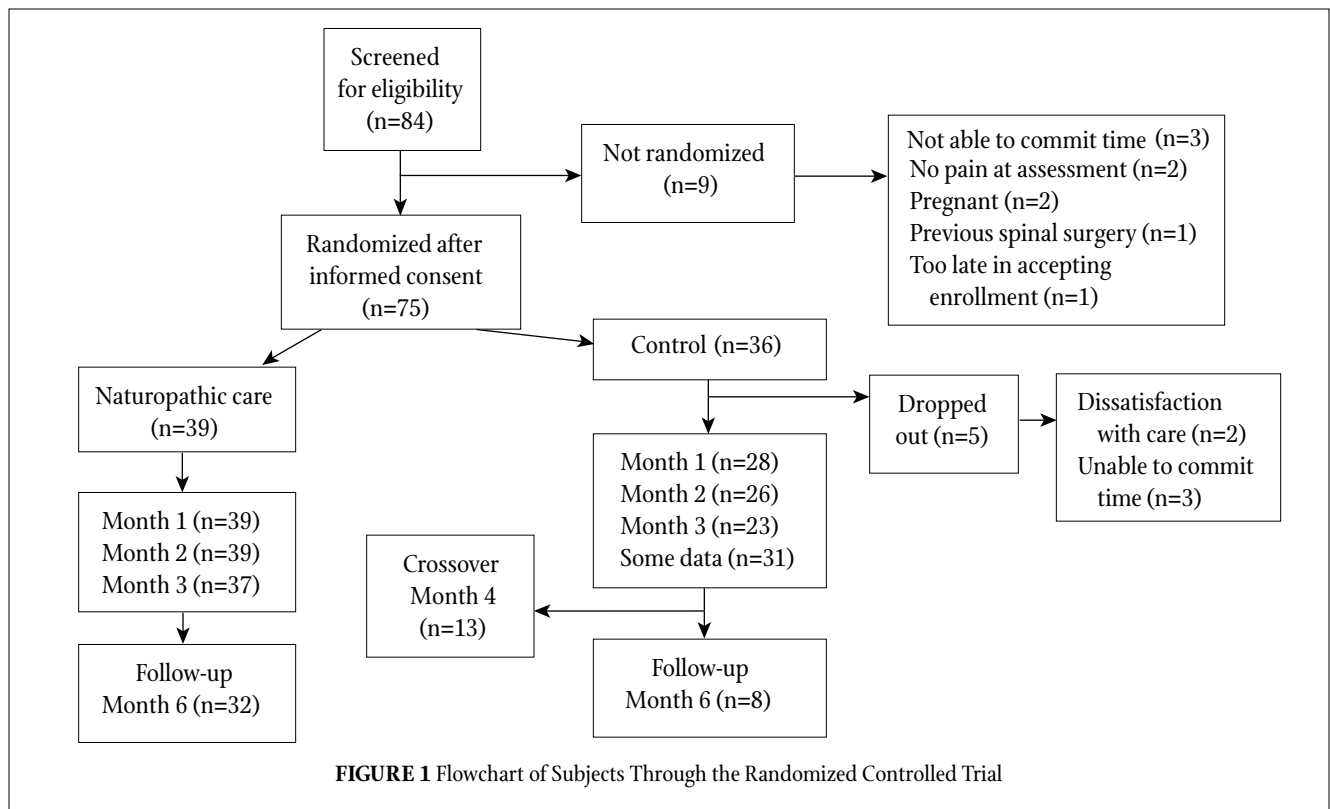 Screened
for eligibility
(n=84)
Not randomized
(n=9)
Not able to commit time (n=3)
No pain at assessment (n=2)
Pregnant (n=2)
Previous spinal surgery (n=1)
Too late in accepting
enrollment (n=1)
Randomized after
informed consent
(n=75)
Control (n=36)
Naturopathic care
(n=39)
Dropped
out (n=5)
Dissatisfaction
with care (n=2)
Unable to commit
time (n=3)
Month 1 (n=28)
Month 2 (n=26)
Month 3 (n=23)
Some data (n=31)
Month 1 (n=39)
Month 2 (n=39)
Month 3 (n=37)
Crossover
Month 4
(n=13)
Follow-up
Month 6 (n=32)
Follow-up
Month 6 (n=8)
FIGURE 1 Flowchart of Subjects Through the Randomized Controlled Trial